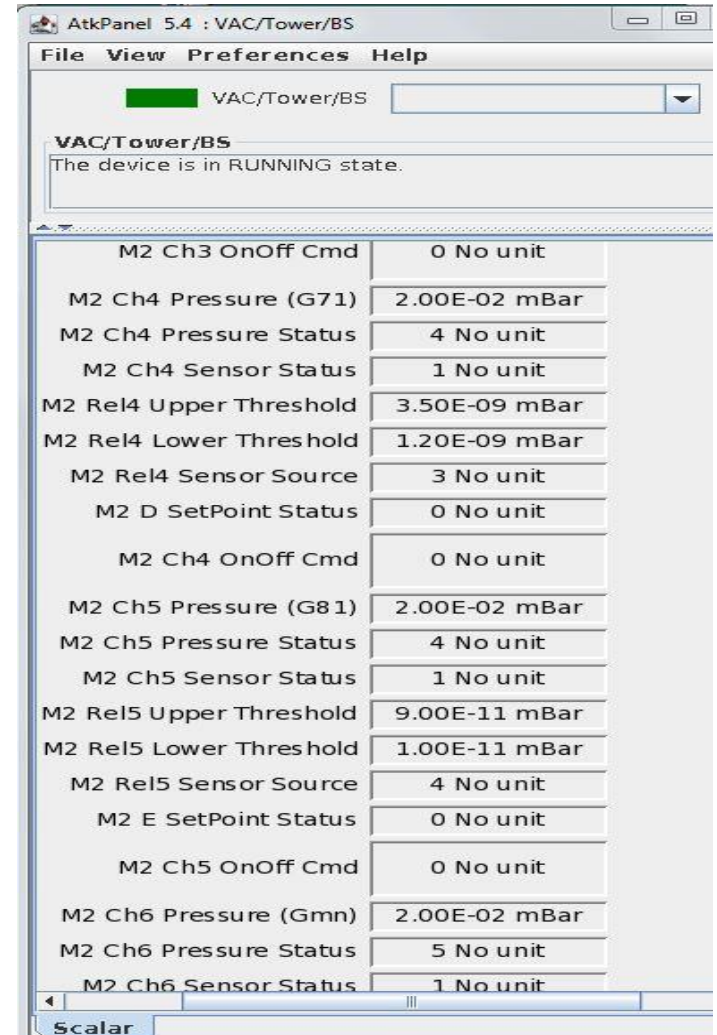 AtkPanel 5.4 : VAC/Tower/BS
File View Preferences Help
VAC/Tower/BS
VAC/Tower/BS
The device is in RUNNING state.
M2 Ch3 OnOff Cmd 0 No unit
M2 Ch4 Pressure (G71) 2.00E-02 mBar
M2 Ch4 Pressure Status 4 No unit
M2 Ch4 Sensor Status 1 No unit
M2 Rel4 Upper Threshold 3.50E-09 mBar
M2 Rel4 Lower Threshold 1.20E-09 mBar
M2 Rel4 Sensor Source 3 No unit
M2 D SetPoint Status 0 No unit
M2 Ch4 OnOff Cmd 0 No unit
M2 Ch5 Pressure (G81) 2.00E-02 mBar
M2 Ch5 Pressure Status 4 No unit
M2 Ch5 Sensor Status 1 No unit
M2 Rel5 Upper Threshold 9.00E-11 mBar
M2 Rel5 Lower Threshold 1.00E-11 mBar
M2 Rel5 Sensor Source 4 No unit
M2 E SetPoint Status 0 No unit
M2 Ch5 OnOff Cmd 0 No unit
M2 Ch6 Pressure (Gmn) 2.00E-02 mBar
M2 Ch6 Pressure Status 5 No unit
M2 Ch6 Sensor Status 1 No unit
Scalar